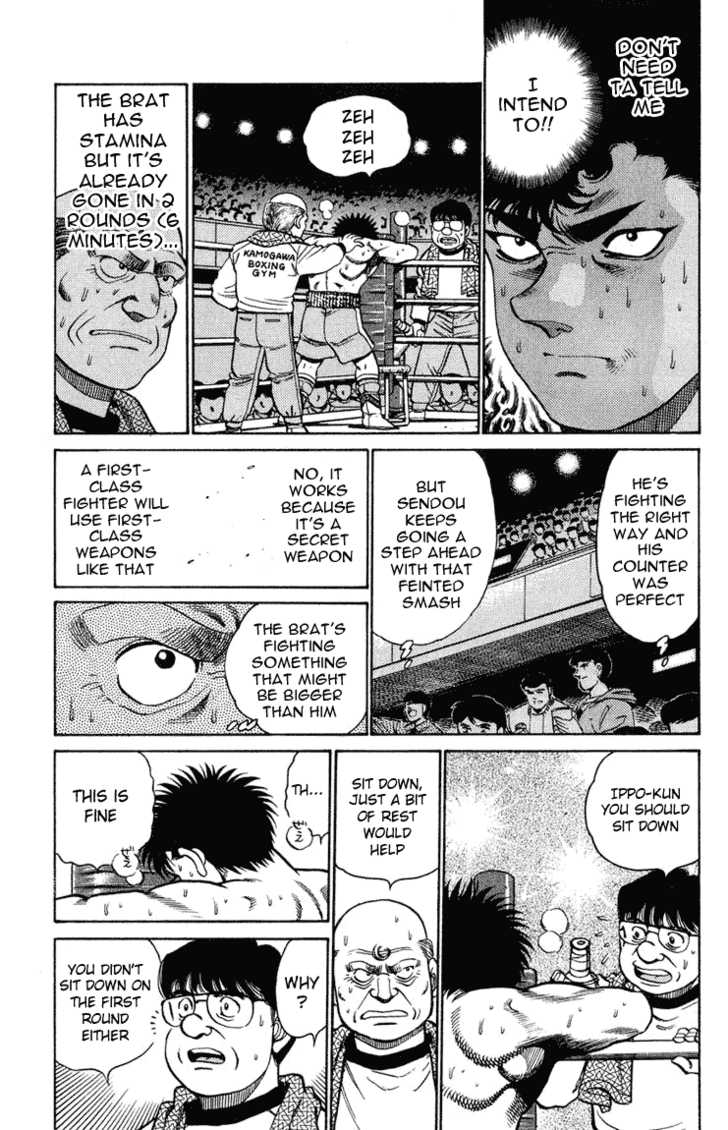 DON'T
NEED
TA TELL
ME
I
INTEND
TO!!
ZEH
ZEH
ZEH
KAMOGAWA
BOXING
GYM
THE BRAT
HAS
STAMINA
BUT IT'S
ALREADY
GONE IN 2
ROUNDS (6
MINUTES)...
HE'S
FIGHTING
THE RIGHT
WAY AND
HIS
COUNTER
WAS
PERFECT
BUT
SENDOU
KEEPS
GOING A
STEP AHEAD
WITH THAT
FEINTED
SMASH
NO, IT
WORKS
BECAUSE
IT'S A
SECRET
WEAPON
A FIRST-
CLASS
FIGHTER WILL
USE FIRST-
CLASS
WEAPONS
LIKE THAT
THE BRAT'S
FIGHTING
SOMETHING
THAT MIGHT
BE BIGGER
THAN HIM
IPPO-KUN
YOU SHOULD
SIT DOWN
SIT DOWN,
JUST A BIT
OF REST
WOULD
HELP
TH...
THIS IS
FINE
WHY
?
YOU DIDN'T
SIT DOWN ON
THE FIRST
ROUND
EITHER